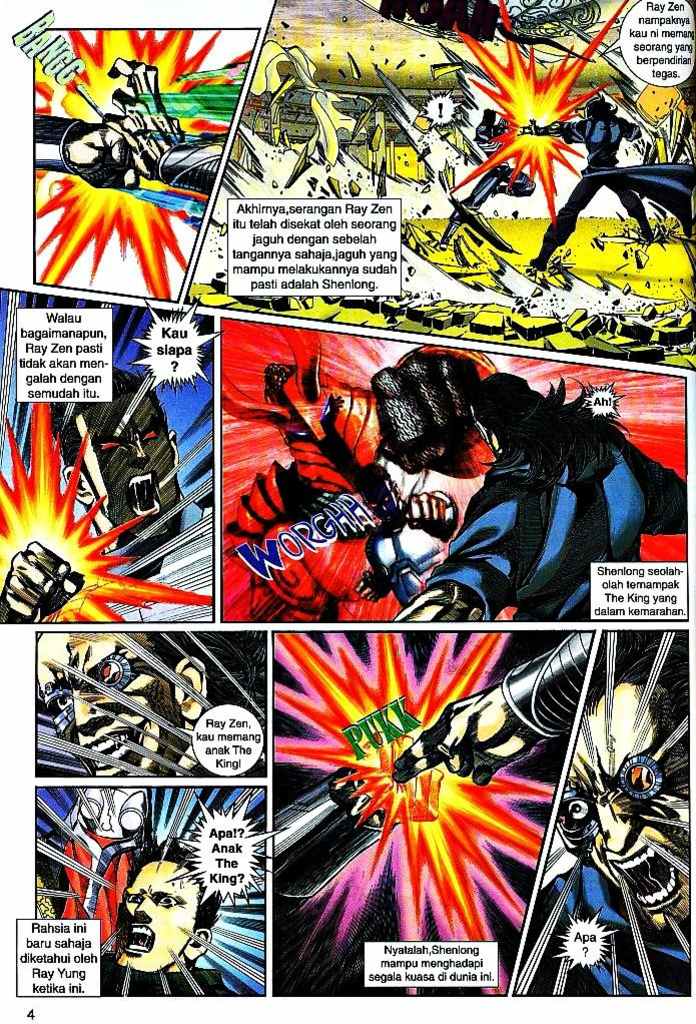 BANGG
Ray Zen
nampaknya
kau ni memang
seorang yang
berpendirian
tegas.
!
Akhirnya,serangan Ray Zen
itu telah disekat oleh seorang
jaguh dengan sebelah
tangannya sahaja,jaguh yang
mampu melakukannya sudah
pasti adalah Shenlong.
Walau
bagaimanapun,
Ray Zen pasti
tidak akan men-
galah dengan
semudah itu.
Kau
siapa
?
Ah!
Shenlong seolah-
olah ternampak
The King yang
dalam kemarahan.
Ray Zen,
kau memang
anak The
King!
PUKK
Apa!?
Anak
The
King?
Rahsia ini
baru sahaja
diketahui oleh
Ray Yung
ketika ini.
Nyatalah,Shenlong
mampu menghadapi
segala kuasa di dunia ini.
Apa
?
4